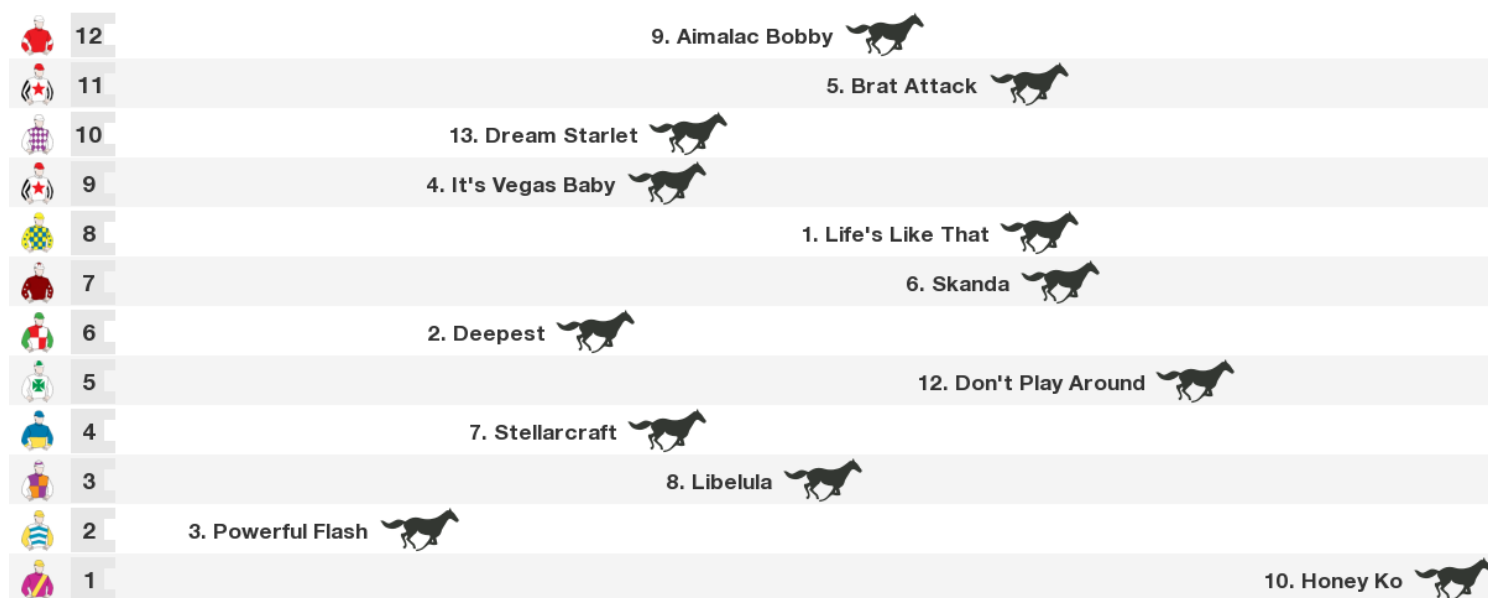 12 9. Aimalac Bobby
11 5. Brat Attack
10 13. Dream Starlet
9 4. It's Vegas Baby
8 1. Life's Like That
7 6. Skanda
6 2. Deepest
5 12. Don't Play Around
4 7. Stellarcraft
3 8. Libelula
2 3. Powerful Flash
1 10. Honey Ko